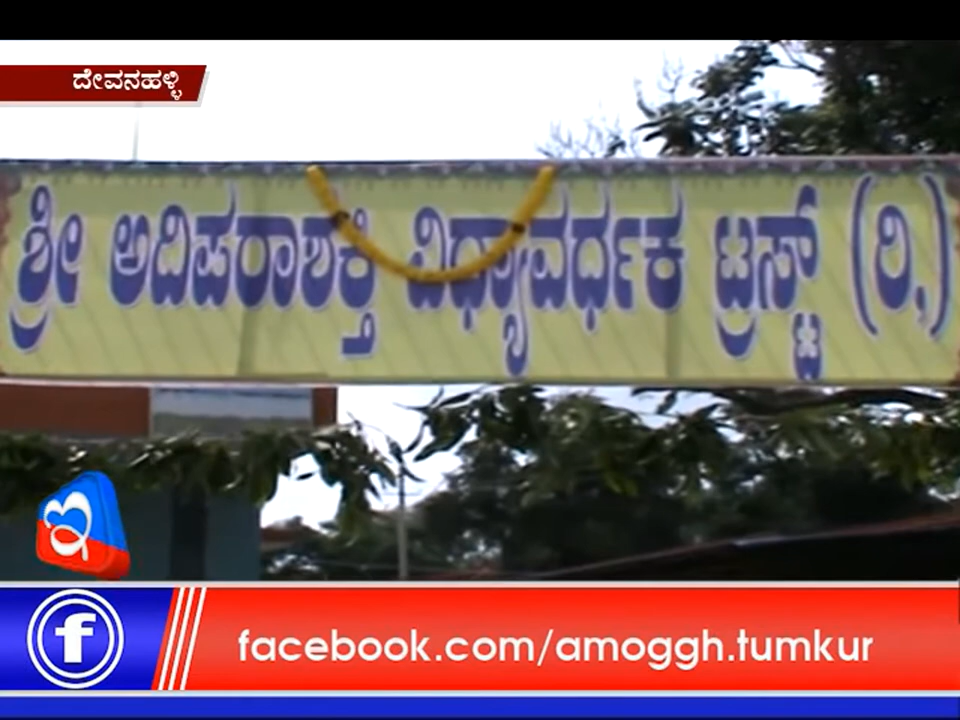 ದೇವನಹಳ್ಳಿ
ಶ್ರೀ ಅದಿಪರಾಶಕ್ತಿ ವಿಧ್ಯಾವರ್ಧಕ ಟ್ರಸ್ಟ್ (ರಿ,)
ಇ
f facebook.com/amoggh.tumkur